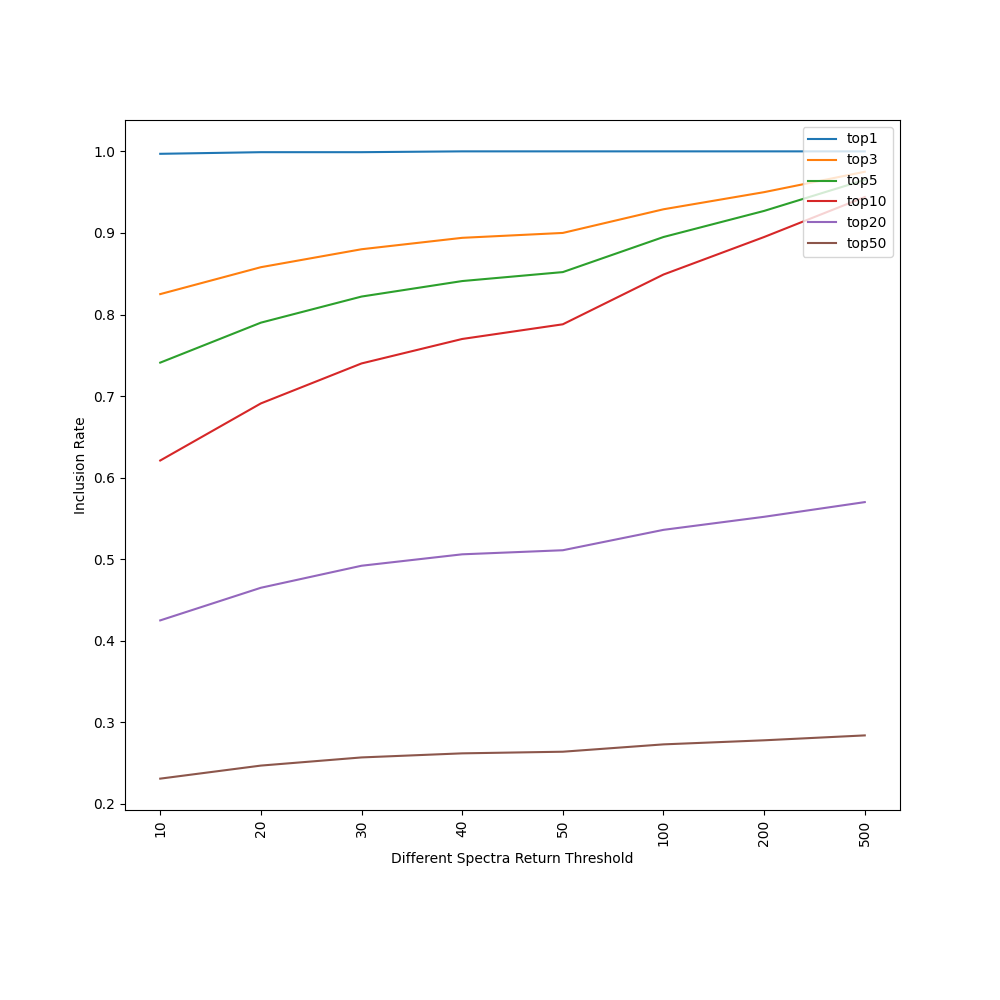 1.0
0.9
0.8
0.7
0.6
0.5
0.4
0.3
0.2
Inclusion Rate
top1
top3
top5
top10
top20
top50
10 20 30 40 50 100 200 500
Different Spectra Return Threshold